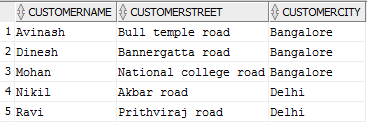 CUSTOMERNAME CUSTOMERSTREET CUSTOMERCITY
1 Avinash Bull temple road Bangalore
2 Dinesh Bannergatta road Bangalore
3 Mohan National college road Bangalore
4 Nikil Akbar road Delhi
5 Ravi Prithviraj road Delhi